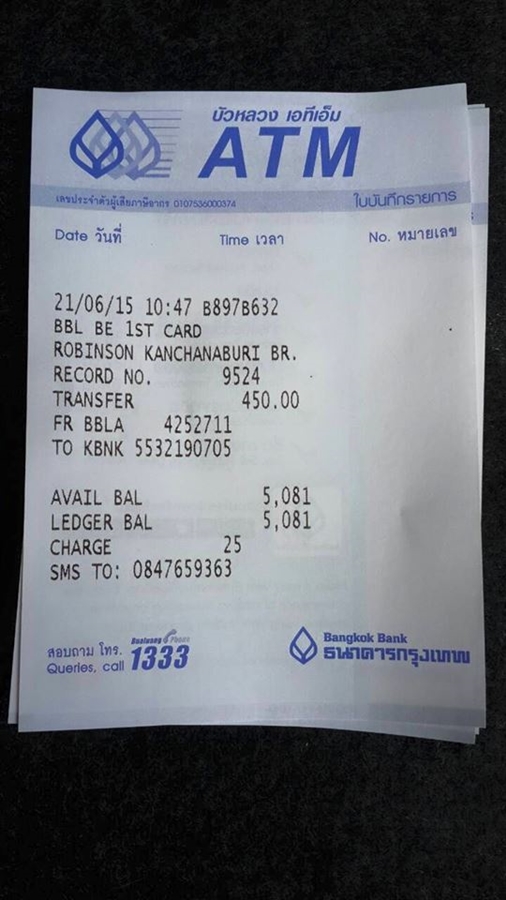 บัวหลวง เอทีเอ็ม
ATM
เลขประจำตัวผู้เสียภาษีอากร 0107536000374 ใบบันทึกรายการ
Date วันที่ Time เวลา No. หมายเลข
21/06/15 10:47 B897B632
BBL BE 1ST CARD
ROBINSON KANCHANABURI BR.
RECORD NO. 9524
TRANSFER 450.00
FR BBLA 4252711
TO KBNK 5532190705
AVAIL BAL 5,081
LEDGER BAL 5,081
CHARGE 25
SMS TO: 0847659363
สอบถาม โทร. Bualuang Phone 1333
Queries, call
Bangkok Bank
ธนาคารกรุงเทพ